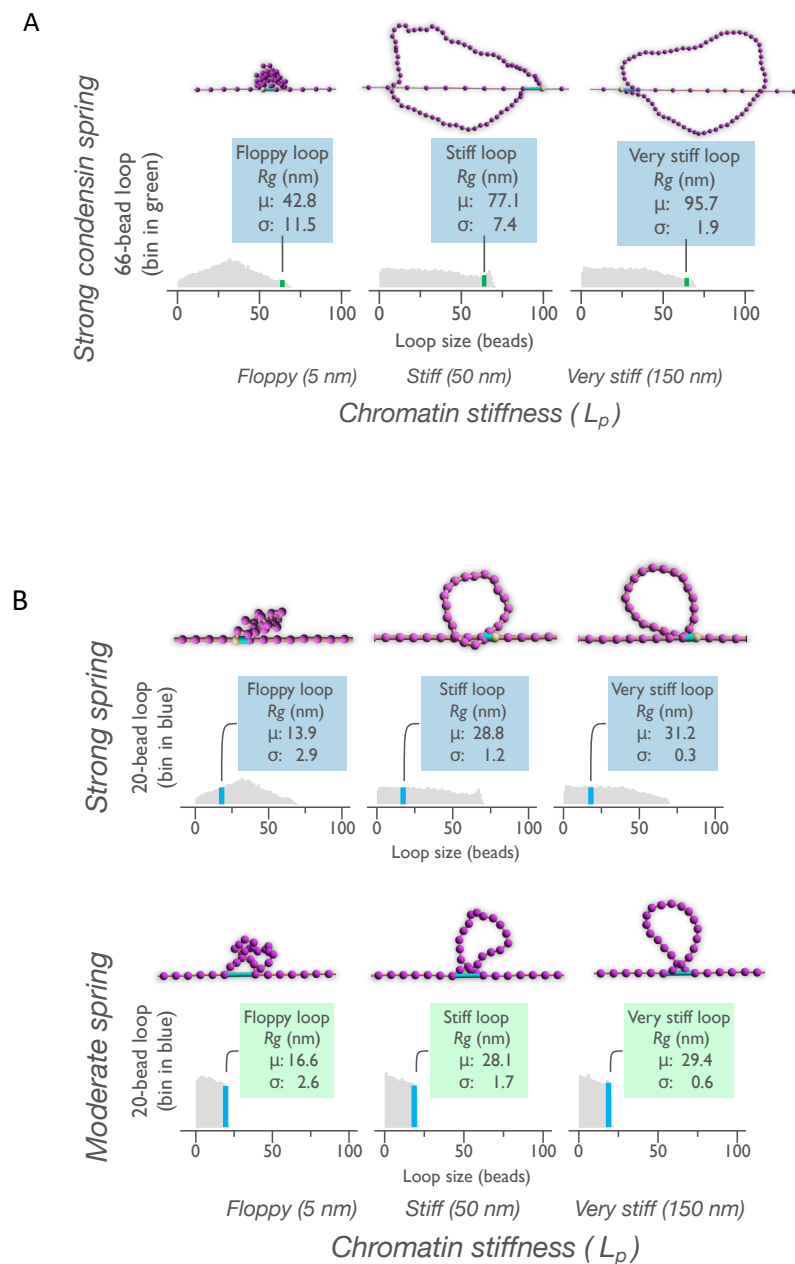 A
Strong condensin spring
66-bead loop
(bin in green)
Floppy loop
Rg (nm)
μ: 42.8
σ: 11.5
Stiff loop
Rg (nm)
μ: 77.1
σ: 7.4
Very stiff loop
Rg (nm)
μ: 95.7
σ: 1.9
0 50 100
0 50 100
0 50 100
Loop size (beads)
Floppy (5 nm) Stiff (50 nm) Very stiff (150 nm)
Chromatin stiffness ( Lp )
B
Strong spring
20-bead loop
(bin in blue)
Floppy loop
Rg (nm)
μ: 13.9
σ: 2.9
Stiff loop
Rg (nm)
μ: 28.8
σ: 1.2
Very stiff loop
Rg (nm)
μ: 31.2
σ: 0.3
0 50 100
0 50 100
0 50 100
Loop size (beads)
Moderate spring
20-bead loop
(bin in blue)
Floppy loop
Rg (nm)
μ: 16.6
σ: 2.6
Stiff loop
Rg (nm)
μ: 28.1
σ: 1.7
Very stiff loop
Rg (nm)
μ: 29.4
σ: 0.6
0 50 100
0 50 100
0 50 100
Loop size (beads)
Floppy (5 nm) Stiff (50 nm) Very stiff (150 nm)
Chromatin stiffness ( Lp )